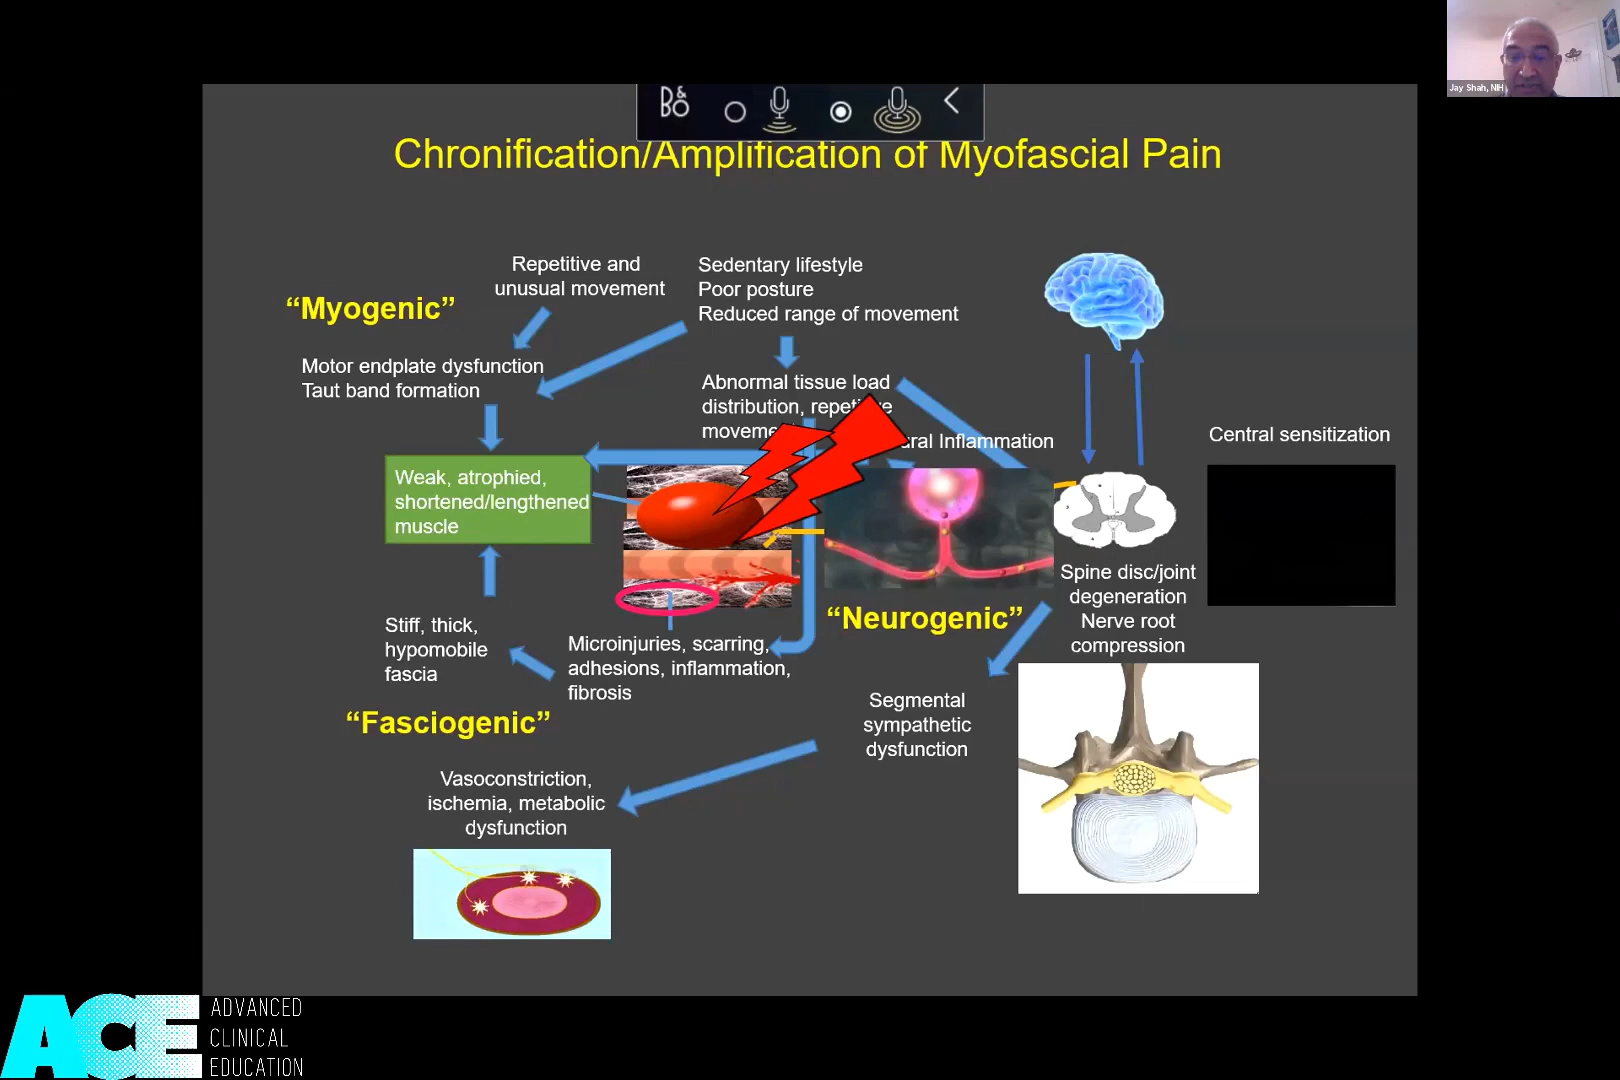 Jay Shah, NIH
B&O
Chronification/Amplification of Myofascial Pain
Repetitive and
unusual movement
Sedentary lifestyle
Poor posture
Reduced range of movement
“Myogenic”
Motor endplate dysfunction
Taut band formation
Abnormal tissue load
distribution,
Inflammation
Central sensitization
Weak, atrophied,
shortened/lengthened
muscle
Spine disc/joint
degeneration
Nerve root
compression
“Neurogenic”
Stiff, thick,
hypomobile
fascia
Microinjuries, scarring,
adhesions, inflammation,
fibrosis
“Fasciogenic”
Segmental
sympathetic
dysfunction
Vasoconstriction,
ischemia, metabolic
dysfunction
ACE
ADVANCED
CLINICAL
EDUCATION